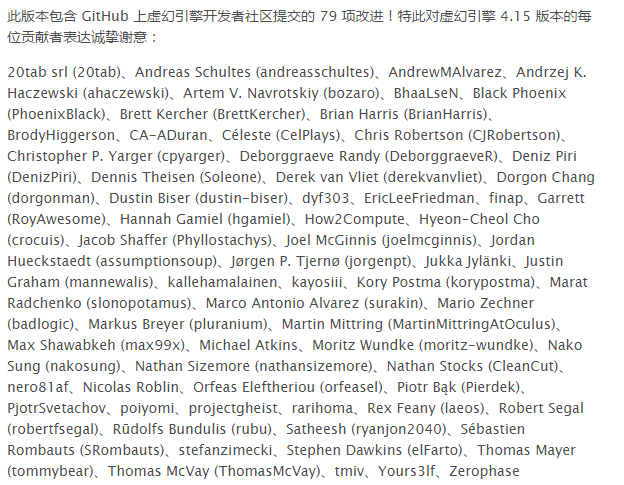 此版本包含 GitHub 上虚幻引擎开发者社区提交的 79 项改进！特此对虚幻引擎 4.15 版本的每
位贡献者表达诚挚谢意：
20tab srl (20tab)、Andreas Schultes (andreasschultes)、AndrewMAlvarez、Andrzej K.
Haczewski (ahaczewski)、Artem V. Navrotskiy (bozaro)、BhaaLseN、Black Phoenix
(PhoenixBlack)、Brett Kercher (BrettKercher)、Brian Harris (BrianHarris)、
BrodyHiggerson、CA-ADuran、Céleste (CelPlays)、Chris Robertson (CJRobertson)、
Christopher P. Yarger (cpyarger)、Deborggraeve Randy (DeborggraeveR)、Deniz Piri
(DenizPiri)、Dennis Theisen (Soleone)、Derek van Vliet (derekvanvliet)、Dorgon Chang
(dorgonman)、Dustin Biser (dustin-biser)、dyf303、EricLeeFriedman、finap、Garrett
(RoyAwesome)、Hannah Gamiel (hgamiel)、How2Compute、Hyeon-Cheol Cho
(crocuis)、Jacob Shaffer (Phyllostachys)、Joel McGinnis (joelmcginnis)、Jordan
Hueckstaedt (assumptionsoup)、Jørgen P. Tjernø (jorgenpt)、Jukka Jylänki、Justin
Graham (mannewalis)、kallehamalainen、kayosiii、Kory Postma (korypostma)、Marat
Radchenko (slonopotamus)、Marco Antonio Alvarez (surakin)、Mario Zechner
(badlogic)、Markus Breyer (pluranium)、Martin Mittring (MartinMittringAtOculus)、
Max Shawabkeh (max99x)、Michael Atkins、Moritz Wundke (moritz-wundke)、Nako
Sung (nakosung)、Nathan Sizemore (nathansizemore)、Nathan Stocks (CleanCut)、
nero81af、Nicolas Roblin、Orfeas Eleftheriou (orfeasel)、Piotr Bąk (Pierdek)、
PjotrSvetachov、poiyomi、projectgheist、rarihoma、Rex Feany (laeos)、Robert Segal
(robertfsegal)、Rūdolfs Bundulis (rubu)、Satheesh (ryanjon2040)、Sébastien
Rombauts (SRombauts)、stefanzimecki、Stephen Dawkins (elFarto)、Thomas Mayer
(tommybear)、Thomas McVay (ThomasMcVay)、tmiv、Yours3lf、Zerophase